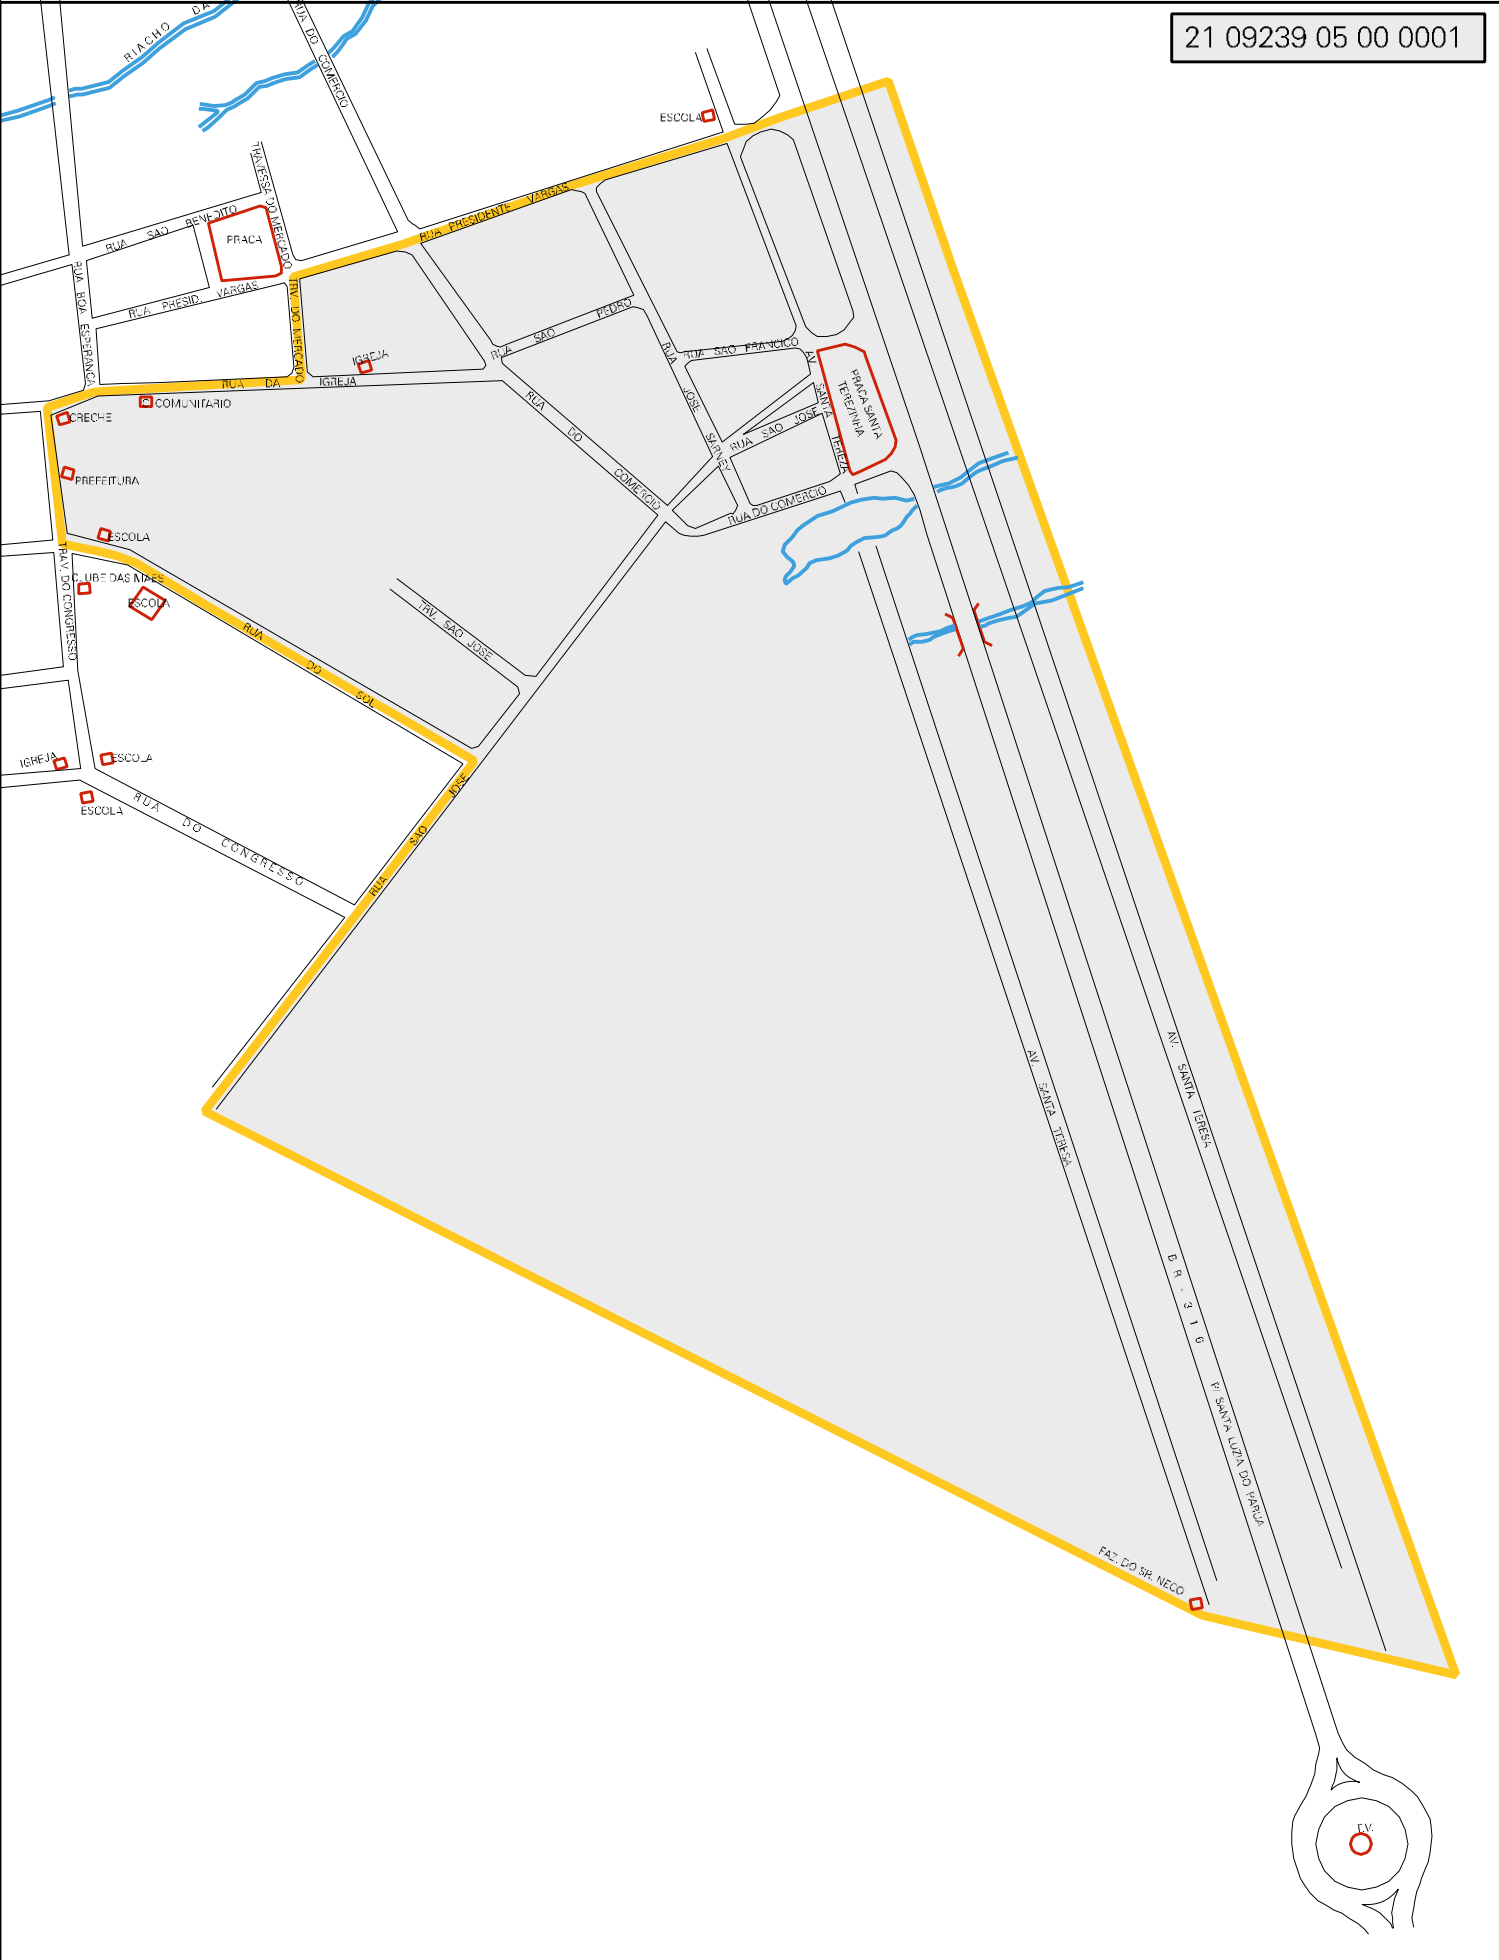 21 09239 05 00 0001
RIACHO DA
RUA DO COMERCIO
ESCOLA
TRAVESSA DO MERCADO
RUA SAO BENEDITO
PRACA
RUA PRESIDENTE VARGAS
RUA BOA ESPERANCA
RUA PRESID. VARGAS
TRV. DO MERCADO
RUA SAO PEDRO
RUA SAO FRANCICO
IGREJA
RUA DA IGREJA
RUA JOSE SARNEY
AV. SANTA TEREZA
PRACA SANTA
TEREZINHA
C. COMUNITARIO
CRECHE
RUA DO COMERCIO
RUA SAO JOSE
PREFEITURA
RUA DO COMERCIO
ESCOLA
TRAV. DO CONGRESSO
CLUBE DAS MAES
ESCOLA
TRV. SAO JOSE
RUA DO SOL
IGREJA
ESCOLA
ESCOLA
RUA DO CONGRESSO
RUA SAO JOSE
AV. SANTA TERESA
AV. SANTA TERESA
BR-316
P/ SANTA LUZIA DO PARUA
FAZ. DO SR. NECO